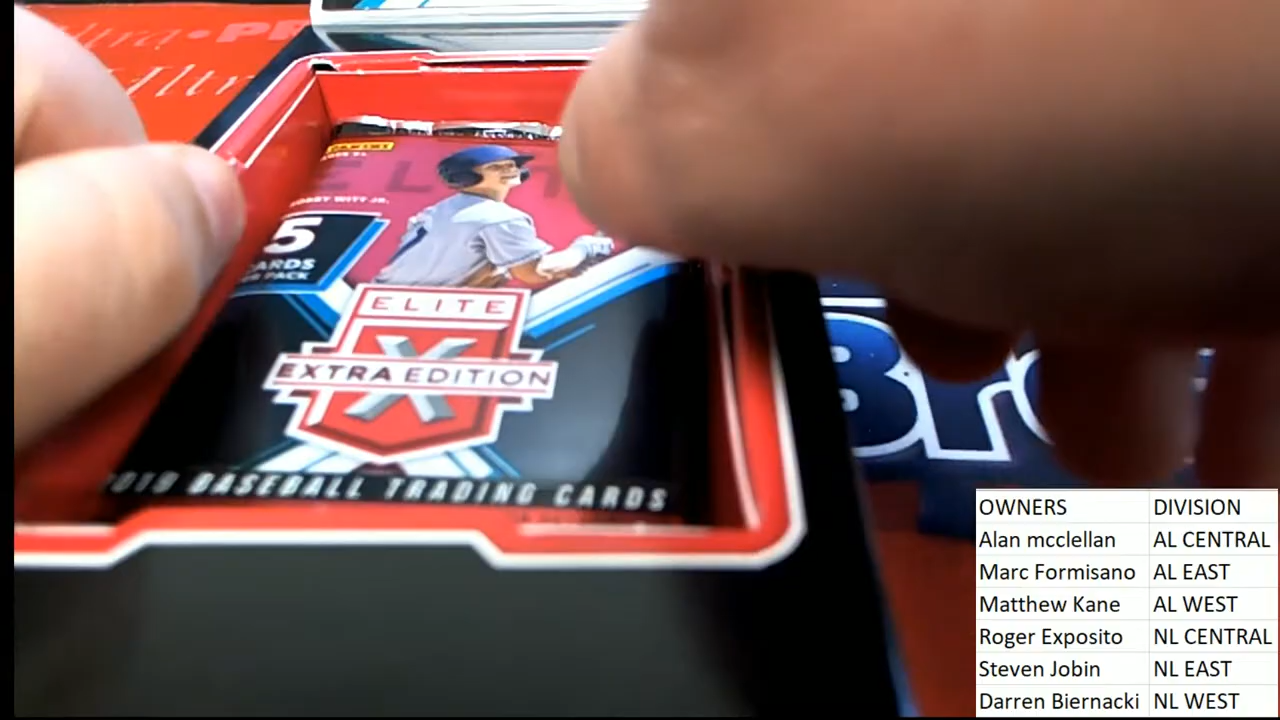 PANINI
BOBBY WITT JR.
5
CARDS
PER PACK
ELITE
EXTRA EDITION
X
2019 BASEBALL TRADING CARDS
Bro
OWNERS DIVISION
Alan mcclellan AL CENTRAL
Marc Formisano AL EAST
Matthew Kane AL WEST
Roger Exposito NL CENTRAL
Steven Jobin NL EAST
Darren Biernacki NL WEST